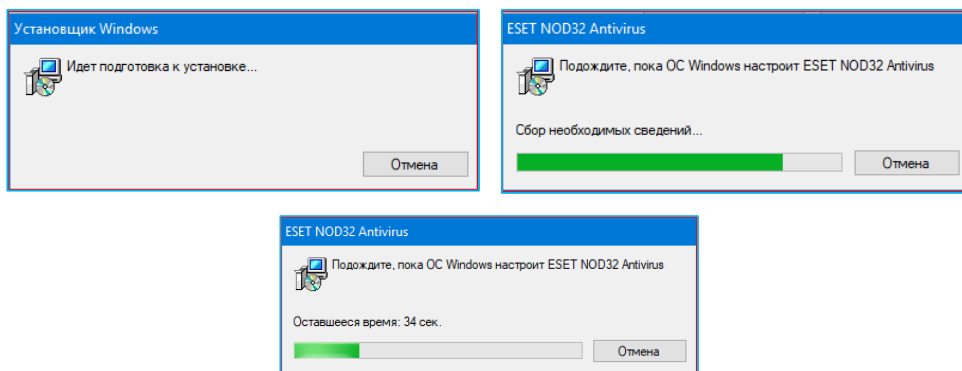 Установщик Windows
Идет подготовка к установке...
Отмена
ESET NOD32 Antivirus
Подождите, пока ОС Windows настроит ESET NOD32 Antivirus
Сбор необходимых сведений...
Отмена
ESET NOD32 Antivirus
Подождите, пока ОС Windows настроит ESET NOD32 Antivirus
Оставшееся время: 34 сек.
Отмена